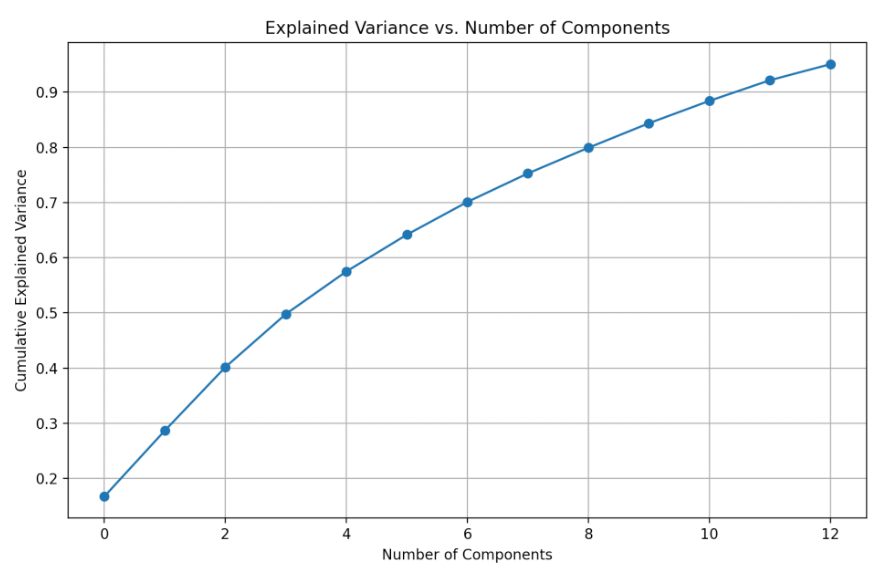 Explained Variance vs. Number of Components
Cumulative Explained Variance
0.9
0.8
0.7
0.6
0.5
0.4
0.3
0.2
0 2 4 6 8 10 12
Number of Components